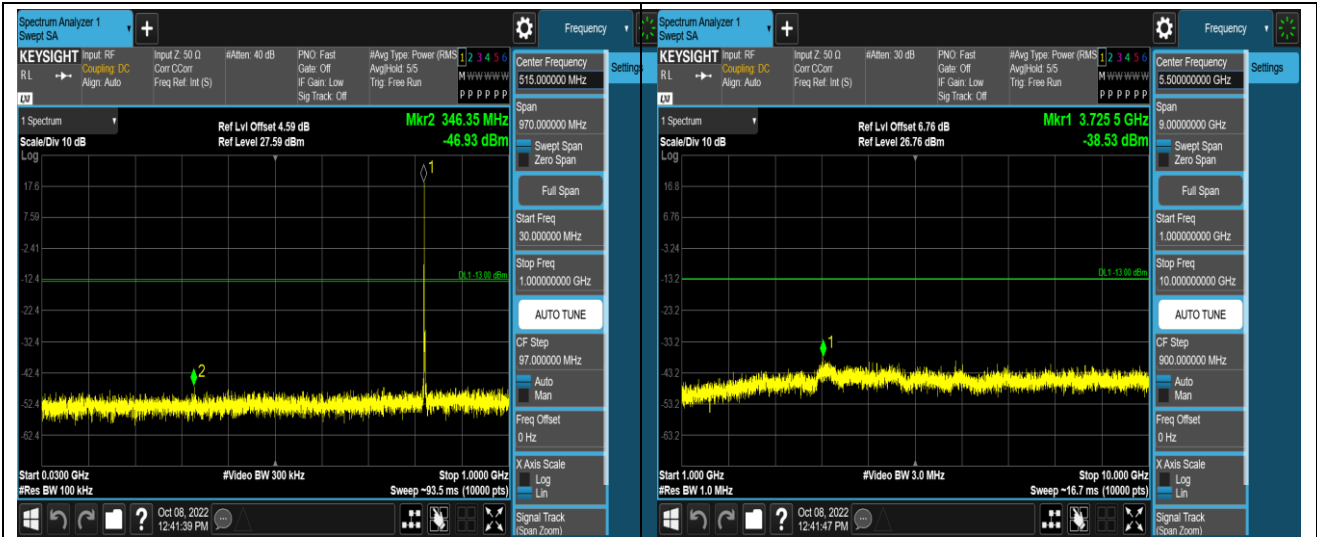 Spectrum Analyzer 1
Swept SA
+
Frequency
KEYSIGHT
RL
LXI
Input: RF
Coupling: DC
Align: Auto
Input Z: 50 Ω
Corr CCorr
Freq Ref: Int (S)
#Atten: 40 dB
PNO: Fast
Gate: Off
IF Gain: Low
Sig Track: Off
#Avg Type: Power (RMS
Avg|Hold: 5/5
Trig: Free Run
1 2 3 4 5 6
M W W W W W
P P P P P P
Center Frequency
515.000000 MHz
Settings
Span
970.000000 MHz
Swept Span
Zero Span
Full Span
Start Freq
30.000000 MHz
Stop Freq
1.000000000 GHz
AUTO TUNE
CF Step
97.000000 MHz
Auto
Man
Freq Offset
0 Hz
X Axis Scale
Log
Lin
Signal Track
(Span Zoom)
1 Spectrum
Scale/Div 10 dB
Log
Ref Lvl Offset 4.59 dB
Ref Level 27.59 dBm
Mkr2 346.35 MHz
-46.93 dBm
1
17.6
7.59
-2.41
-12.4
DL1 -13.00 dBm
-22.4
-32.4
-42.4
2
-52.4
-62.4
Start 0.0300 GHz
#Res BW 100 kHz
#Video BW 300 kHz
Stop 1.0000 GHz
Sweep ~93.5 ms (10000 pts)
?
Oct 08, 2022
12:41:39 PM
Spectrum Analyzer 1
Swept SA
+
Frequency
KEYSIGHT
RL
LXI
Input: RF
Coupling: DC
Align: Auto
Input Z: 50 Ω
Corr CCorr
Freq Ref: Int (S)
#Atten: 30 dB
PNO: Fast
Gate: Off
IF Gain: Low
Sig Track: Off
#Avg Type: Power (RMS
Avg|Hold: 5/5
Trig: Free Run
1 2 3 4 5 6
M W W W W W
P P P P P P
Center Frequency
5.500000000 GHz
Settings
Span
9.00000000 GHz
Swept Span
Zero Span
Full Span
Start Freq
1.000000000 GHz
Stop Freq
10.000000000 GHz
AUTO TUNE
CF Step
900.000000 MHz
Auto
Man
Freq Offset
0 Hz
X Axis Scale
Log
Lin
Signal Track
(Span Zoom)
1 Spectrum
Scale/Div 10 dB
Log
Ref Lvl Offset 6.76 dB
Ref Level 26.76 dBm
Mkr1 3.725 5 GHz
-38.53 dBm
16.8
6.76
-3.24
-13.2
DL1 -13.00 dBm
-23.2
-33.2
1
-43.2
-53.2
-63.2
Start 1.000 GHz
#Res BW 1.0 MHz
#Video BW 3.0 MHz
Stop 10.000 GHz
Sweep ~16.7 ms (10000 pts)
?
Oct 08, 2022
12:41:47 PM